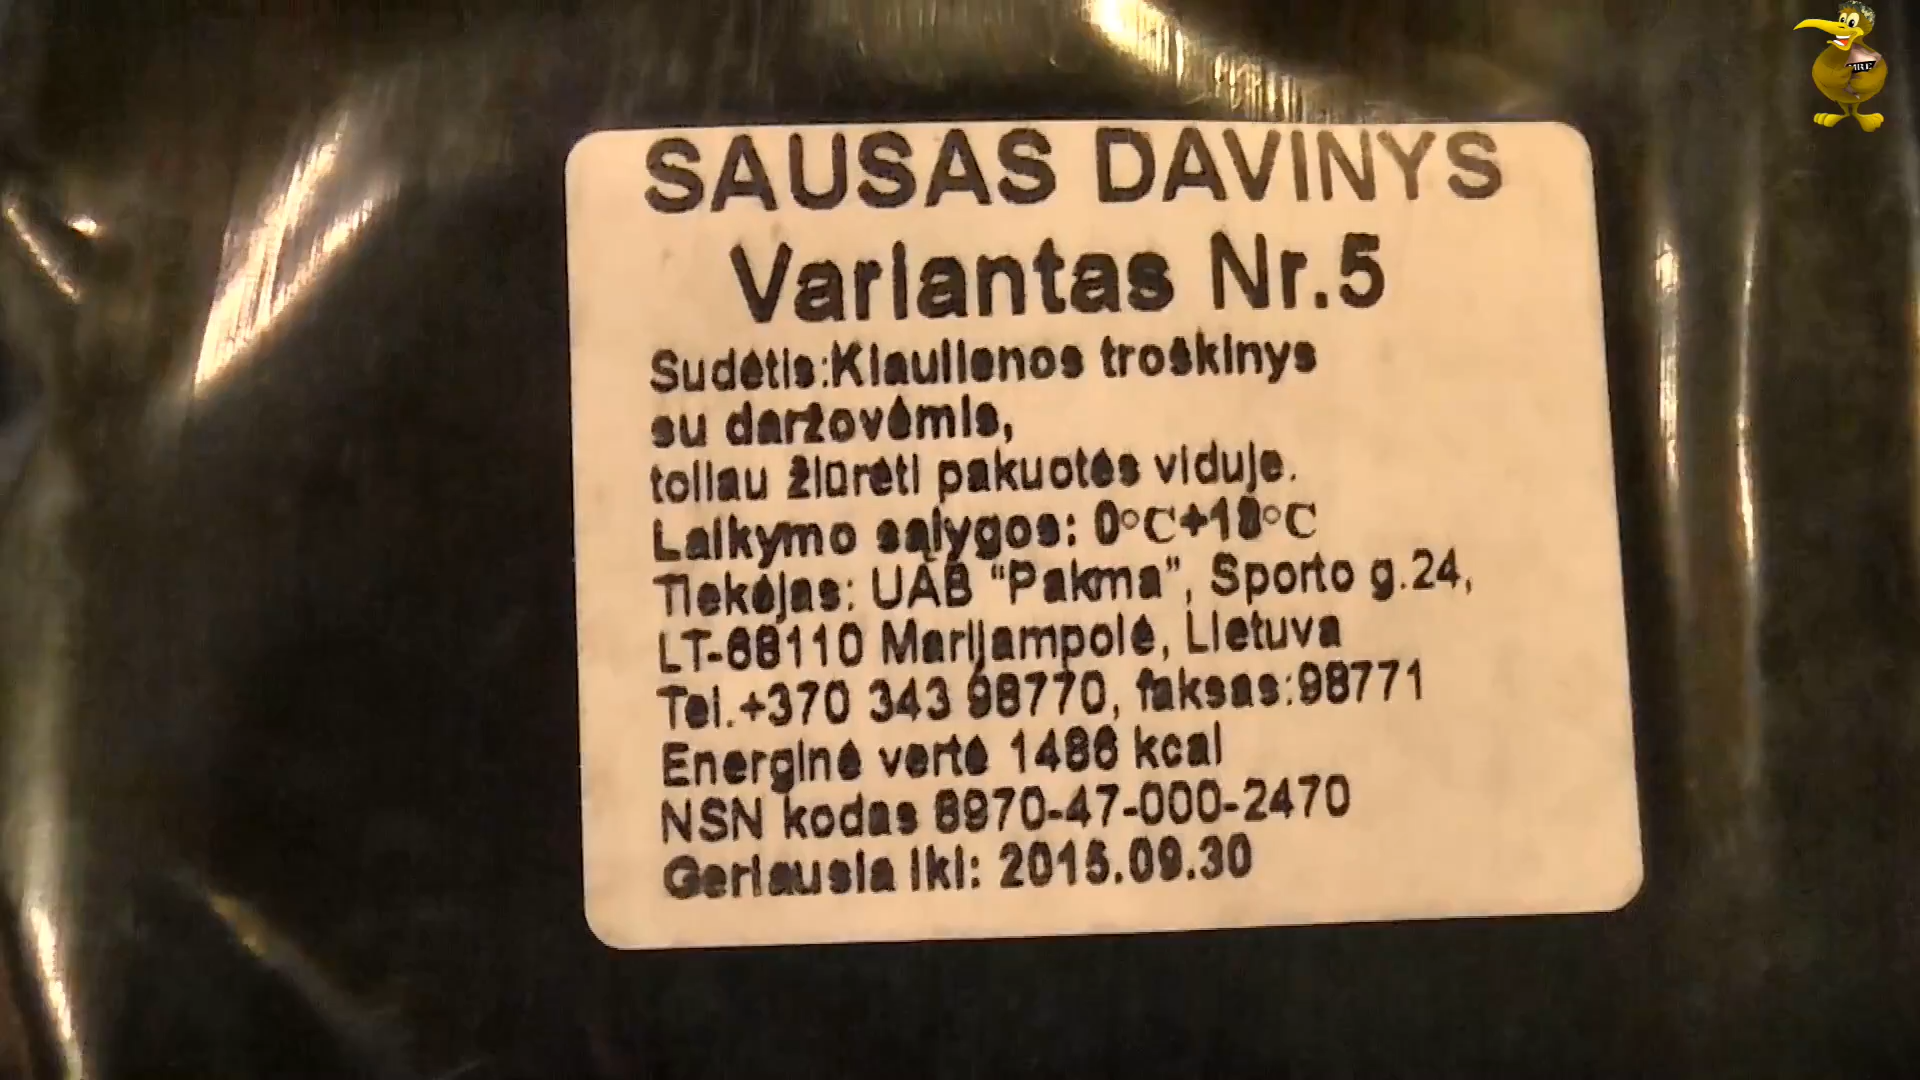 SAUSAS DAVINYS
Variantas Nr.5
Sudėtis:Kiaulienos troškinys
su daržovėmis,
toliau žiūrėti pakuotės viduje.
Laikymo sąlygos: 0°C+18°C
Tiekėjas: UAB "Pakma", Sporto g.24,
LT-68110 Marijampolė, Lietuva
Tel.+370 343 98770, faksas:98771
Energinė vertė 1486 kcal
NSN kodas 8970-47-000-2470
Geriausia iki: 2015.09.30